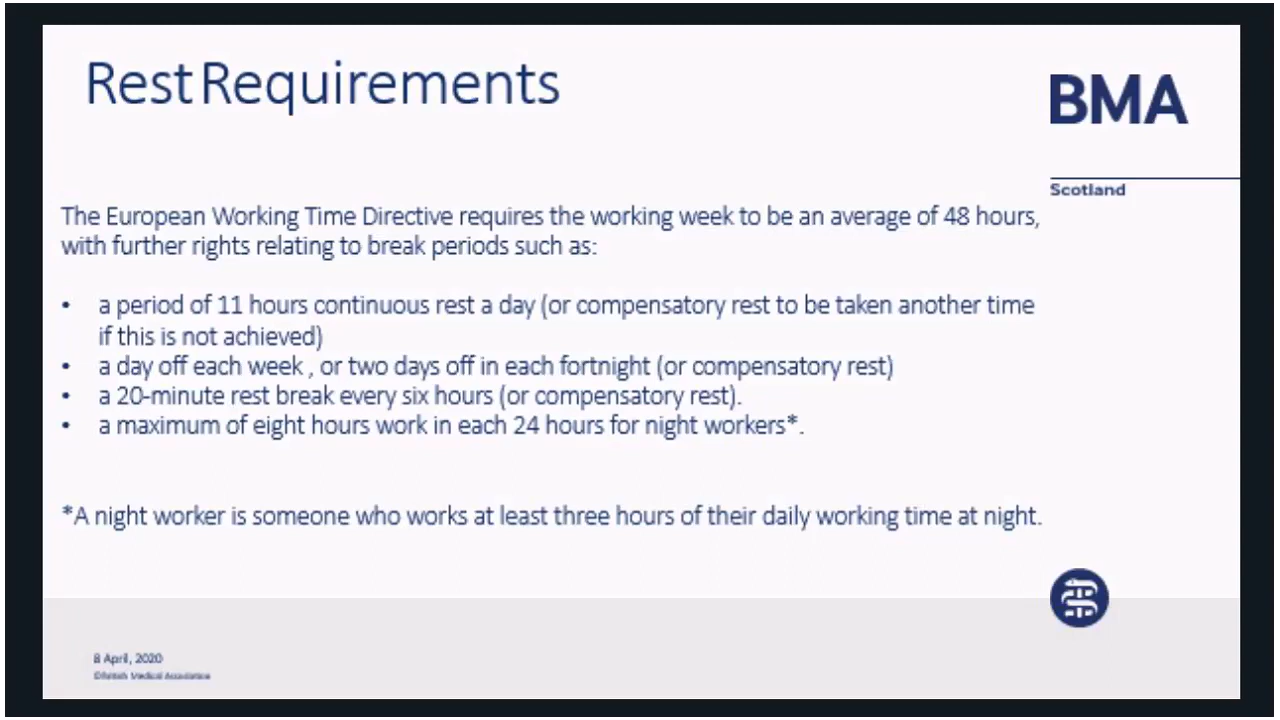 Rest Requirements
BMA
Scotland
The European Working Time Directive requires the working week to be an average of 48 hours,
with further rights relating to break periods such as:
• a period of 11 hours continuous rest a day (or compensatory rest to be taken another time
if this is not achieved)
• a day off each week , or two days off in each fortnight (or compensatory rest)
• a 20-minute rest break every six hours (or compensatory rest).
• a maximum of eight hours work in each 24 hours for night workers*.
*A night worker is someone who works at least three hours of their daily working time at night.
8 April, 2020
©British Medical Association